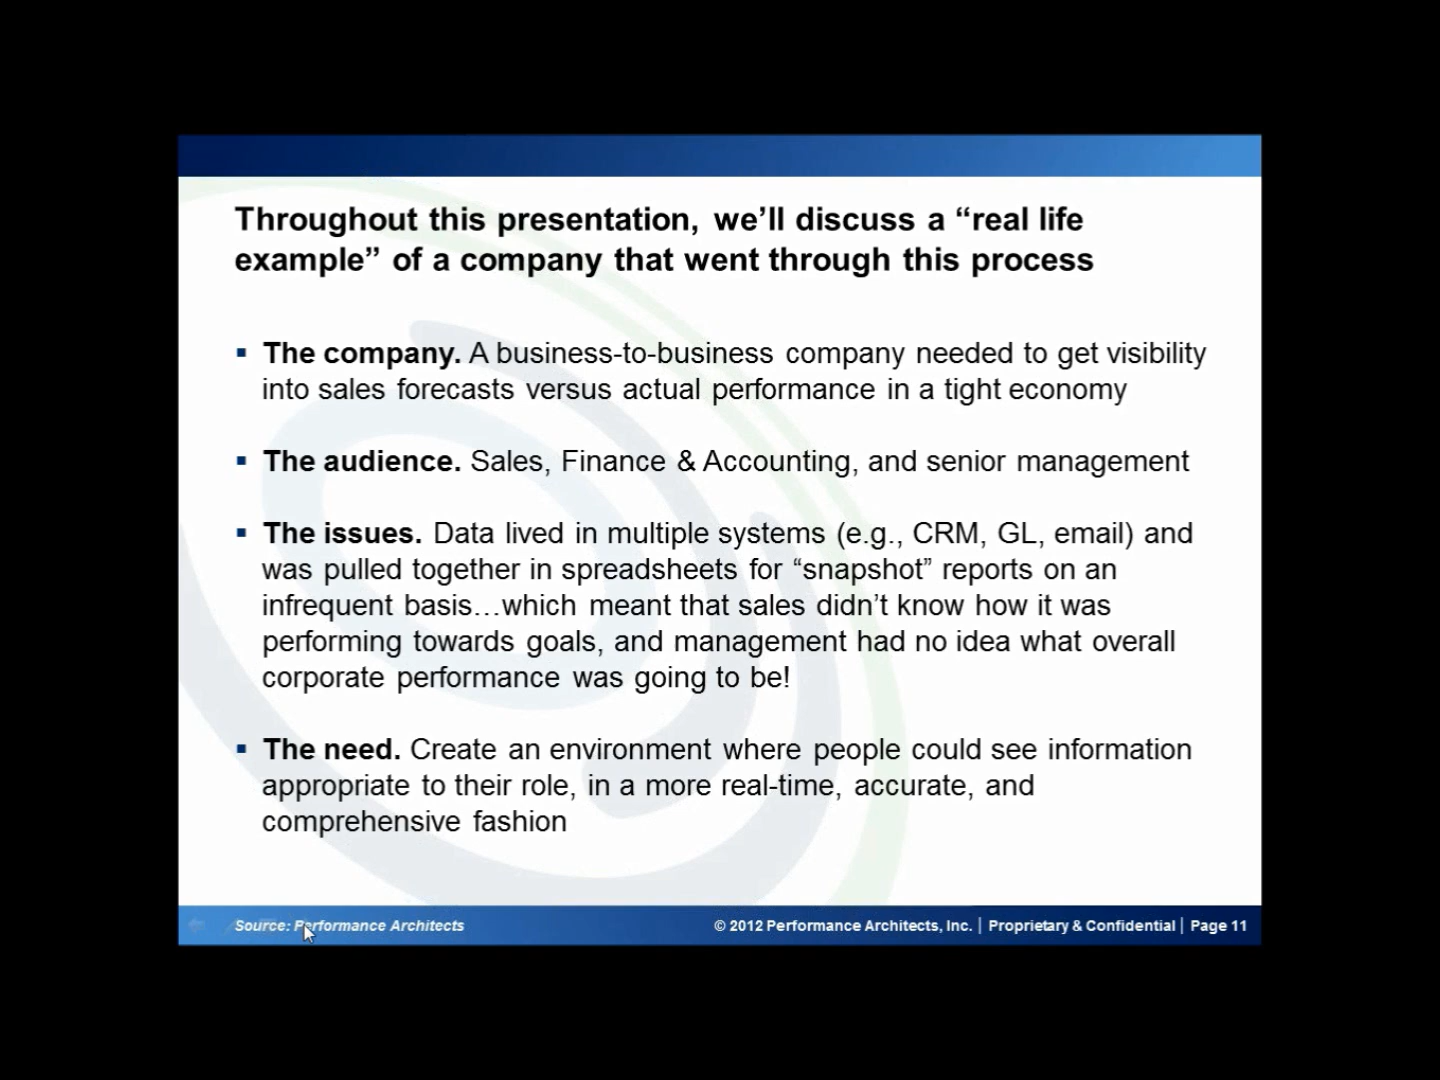 Throughout this presentation, we’ll discuss a “real life
example” of a company that went through this process
▪ The company. A business-to-business company needed to get visibility
into sales forecasts versus actual performance in a tight economy
▪ The audience. Sales, Finance & Accounting, and senior management
▪ The issues. Data lived in multiple systems (e.g., CRM, GL, email) and
was pulled together in spreadsheets for “snapshot” reports on an
infrequent basis…which meant that sales didn’t know how it was
performing towards goals, and management had no idea what overall
corporate performance was going to be!
▪ The need. Create an environment where people could see information
appropriate to their role, in a more real-time, accurate, and
comprehensive fashion
Source: Performance Architects
© 2012 Performance Architects, Inc. | Proprietary & Confidential | Page 11